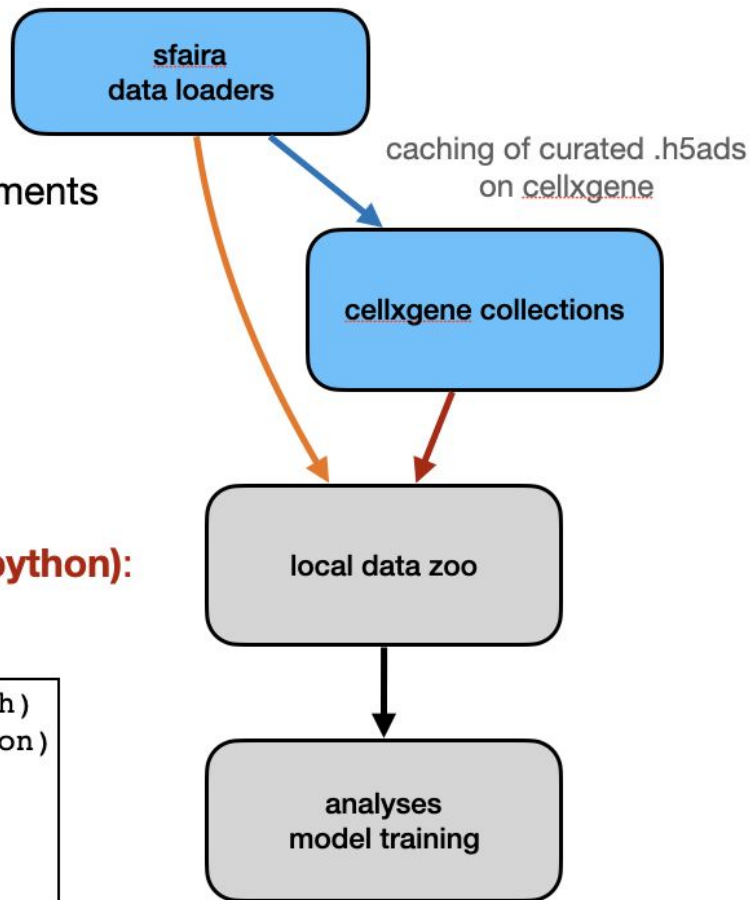 sfaira
data loaders
caching of curated .h5ads
on cellxgene
ments
cellxgene collections
python):
local data zoo
h)
on)
analyses
model training